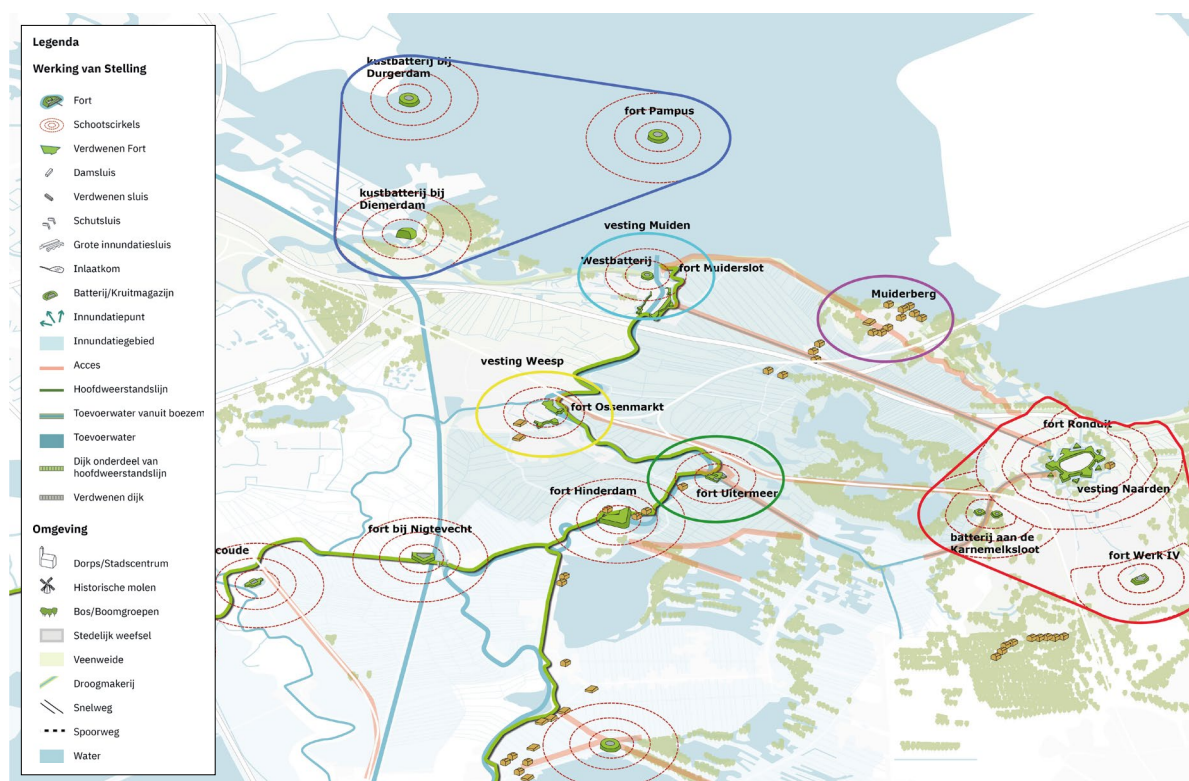 Legenda
Werking van Stelling
Fort
Schootscirkels
Verdwenen Fort
Damsluis
Verdwenen sluis
Schutsluis
Grote innundatiesluis
Inlaatkom
Batterij/Kruitmagazijn
Innundatiepunt
Innundatiegebied
Acces
Hoofdweerstandslijn
Toevoerwater vanuit boezem
Toevoerwater
Dijk onderdeel van
hoofdweerstandslijn
Verdwenen dijk
Omgeving
Dorps/Stadscentrum
Historische molen
Bos/Boomgroepen
Stedelijk weefsel
Veenweide
Droogmakerij
Snelweg
Spoorweg
Water
kustbatterij bij
Durgerdam
fort Pampus
kustbatterij bij
Diemerdam
vesting Muiden
Westbatterij
fort Muiderslot
Muiderberg
vesting Weesp
fort Ossenmarkt
fort Ronduit
vesting Naarden
fort Uitermeer
fort Hinderdam
batterij aan de
Karnemelksloot
fort Werk IV
fort bij Nigtevecht
coude